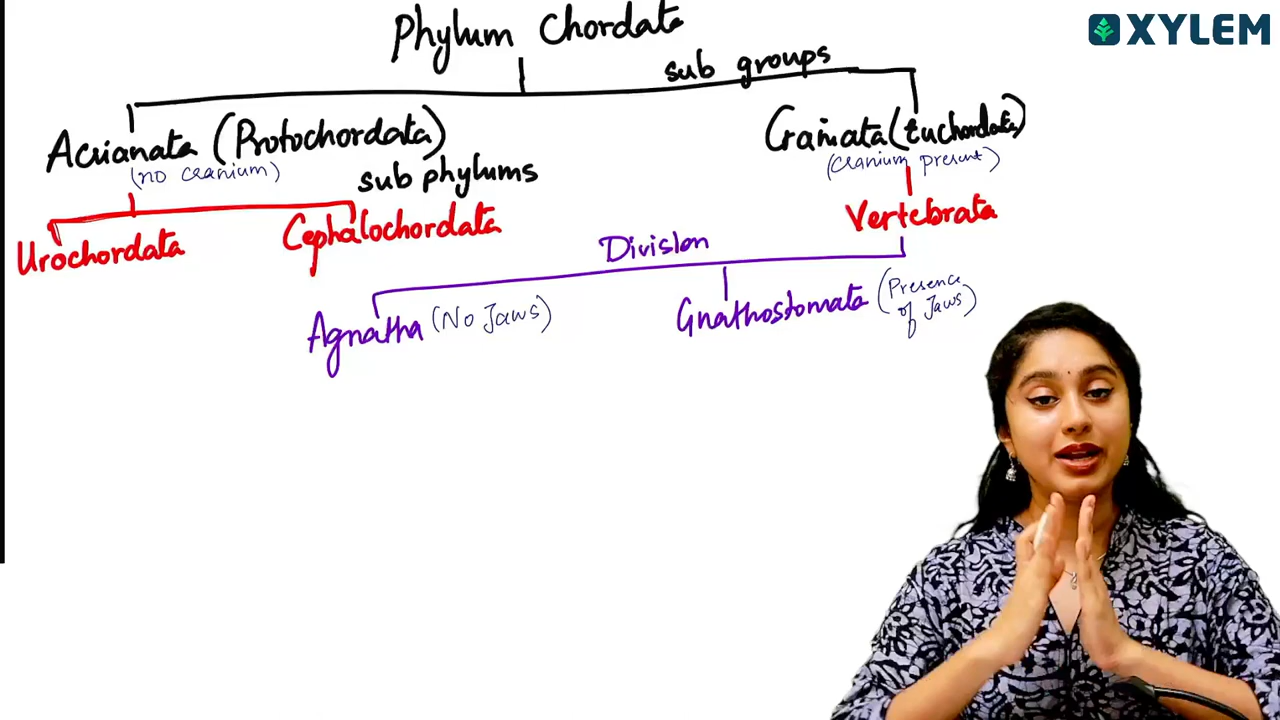 Phylum Chordata
XYLEM
sub groups
Acrianata (Protochordata)
(no cranium)
sub phylums
Craniata (Euchordata)
(cranium present)
Urochordata
Cephalochordata
Vertebrata
Division
Agnatha (No Jaws)
Gnathostomata (Presence
of Jaws)